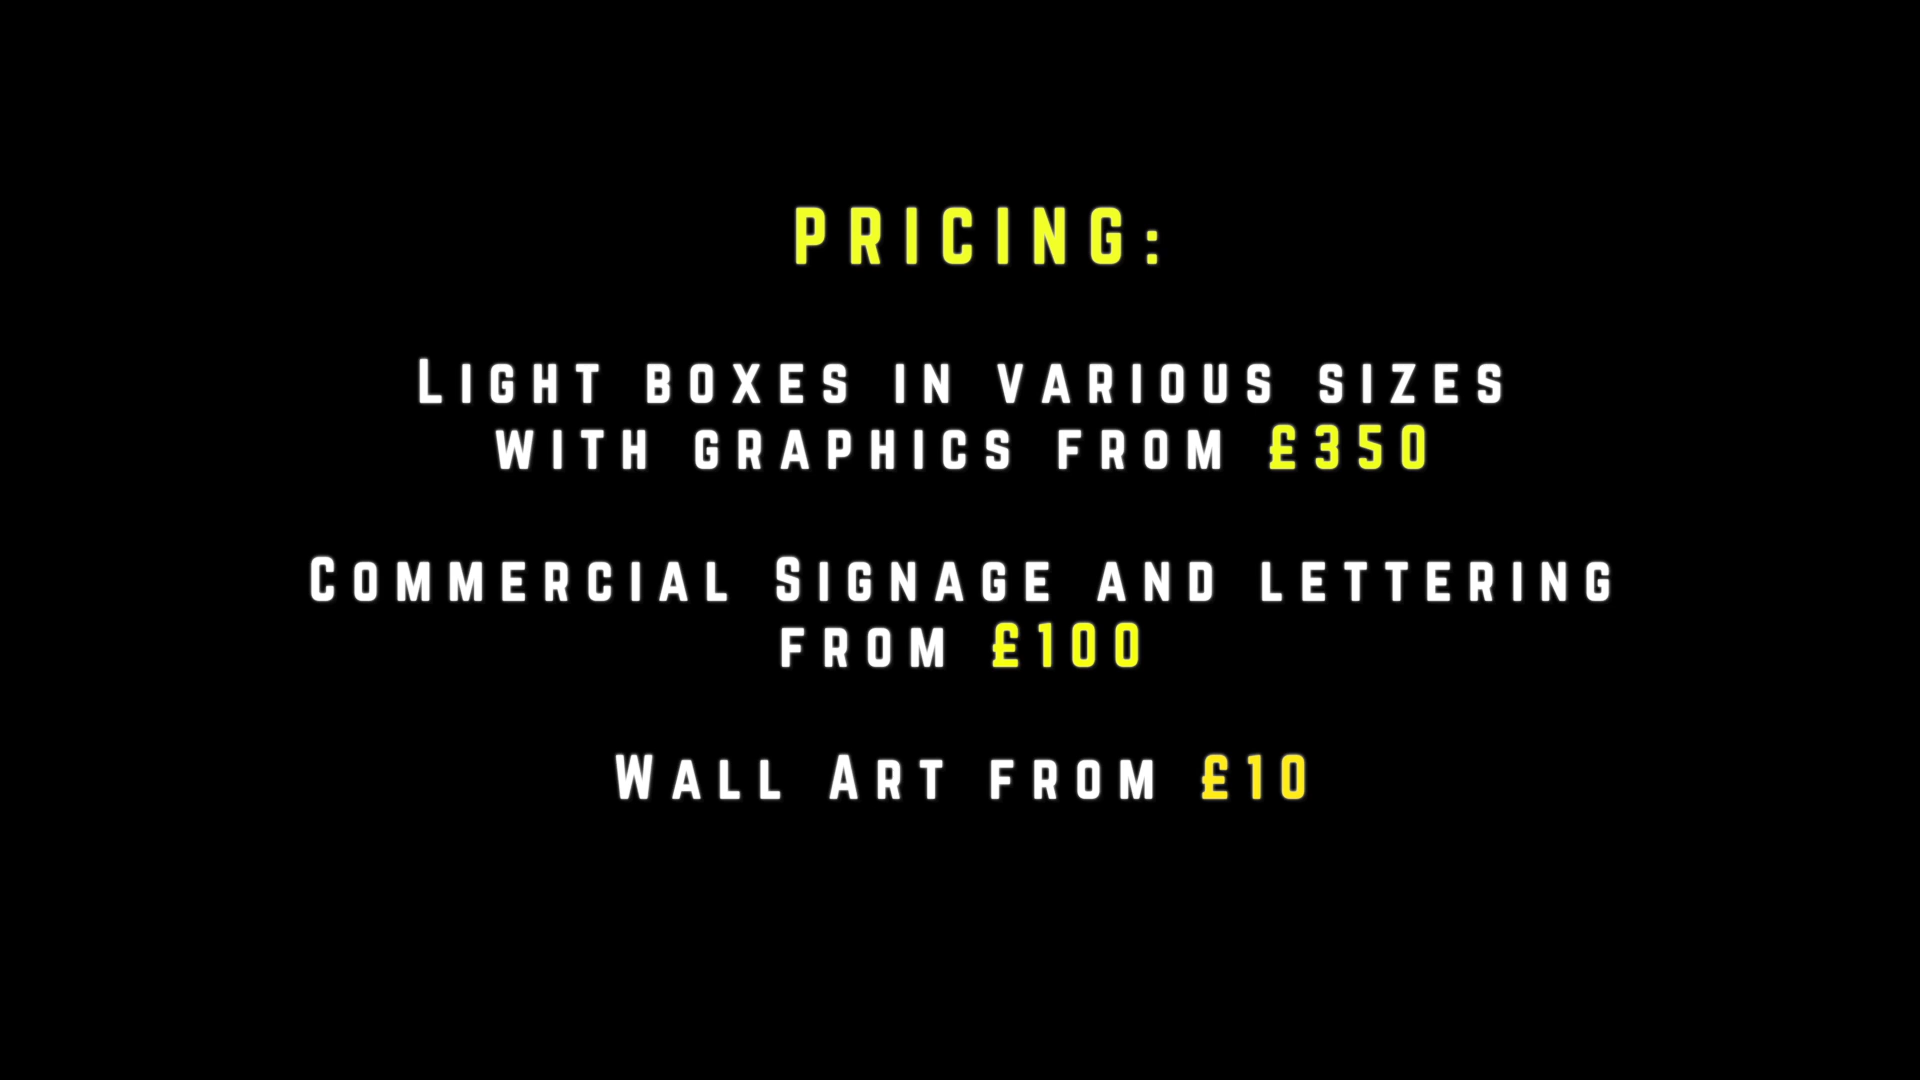 PRICING:
Light boxes in various sizes
with graphics from £350
Commercial Signage and lettering
from £100
Wall Art from £10